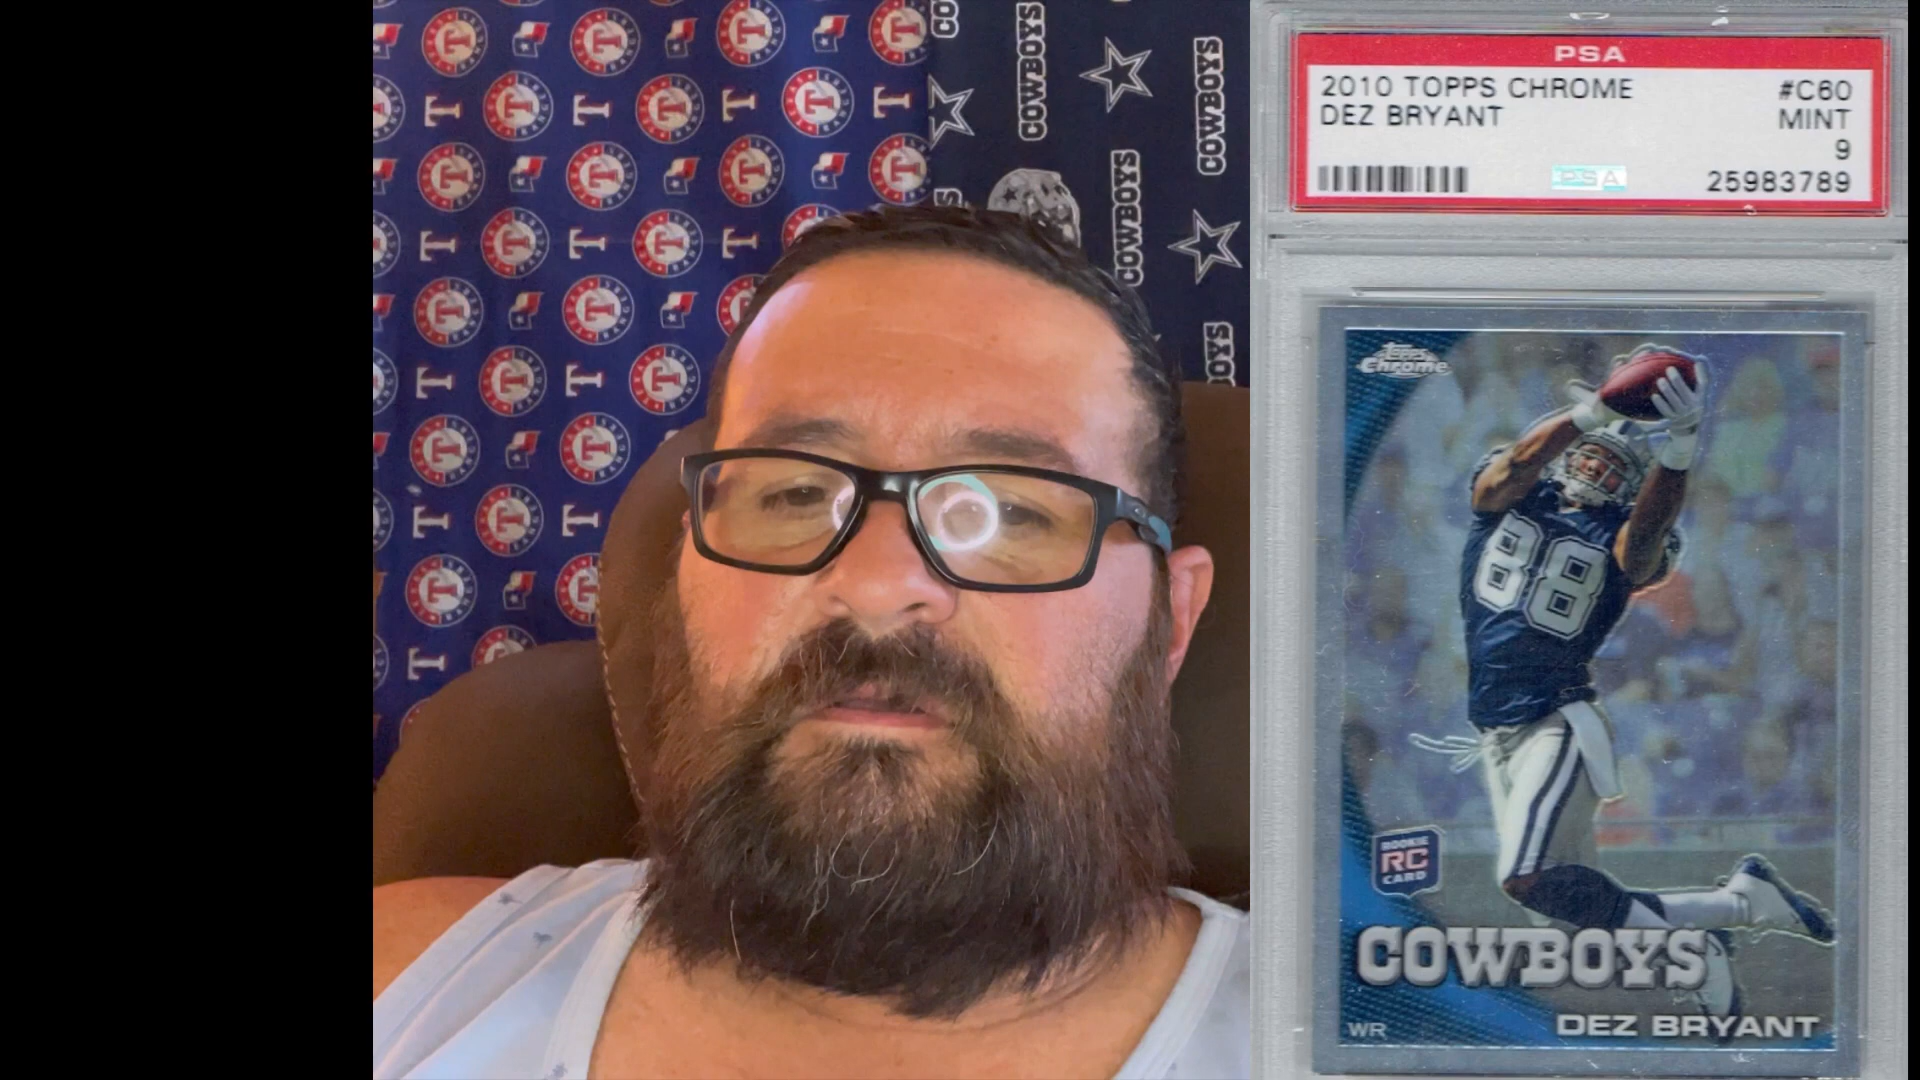 COWBOYS
COWBOYS
COWBOYS
BOYS
T
PSA
2010 TOPPS CHROME #C60
DEZ BRYANT MINT
9
PSA
25983789
Topps
Chrome
88
ROOKIE
RC
CARD
COWBOYS
WR DEZ BRYANT